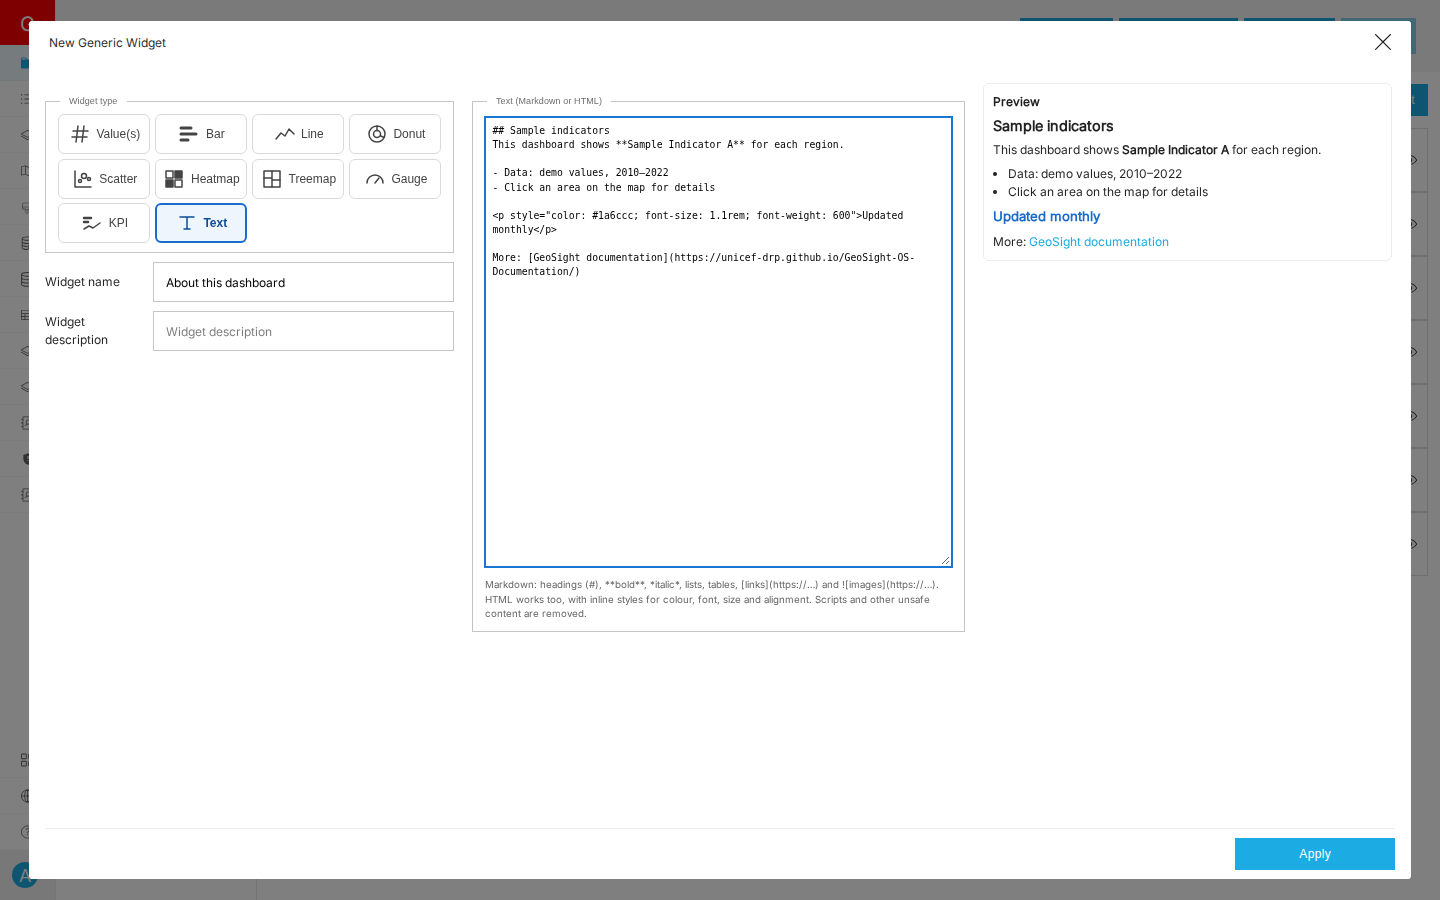 New Generic Widget
Widget type
Value(s)
Bar
Line
Donut
Scatter
Heatmap
Treemap
Gauge
KPI
Text
Widget name
About this dashboard
Widget
description
Widget description
Text (Markdown or HTML)
## Sample indicators
This dashboard shows **Sample Indicator A** for each region.
- Data: demo values, 2010–2022
- Click an area on the map for details
<p style="color: #1a6ccc; font-size: 1.1rem; font-weight: 600">Updated
monthly</p>
More: [GeoSight documentation](https://unicef-drp.github.io/GeoSight-OS-
Documentation/)
Markdown: headings (#), **bold**, *italic*, lists, tables, [links](https://...) and ![images](https://...).
HTML works too, with inline styles for colour, font, size and alignment. Scripts and other unsafe
content are removed.
Preview
Sample indicators
This dashboard shows Sample Indicator A for each region.
• Data: demo values, 2010–2022
• Click an area on the map for details
Updated monthly
More: GeoSight documentation
Apply